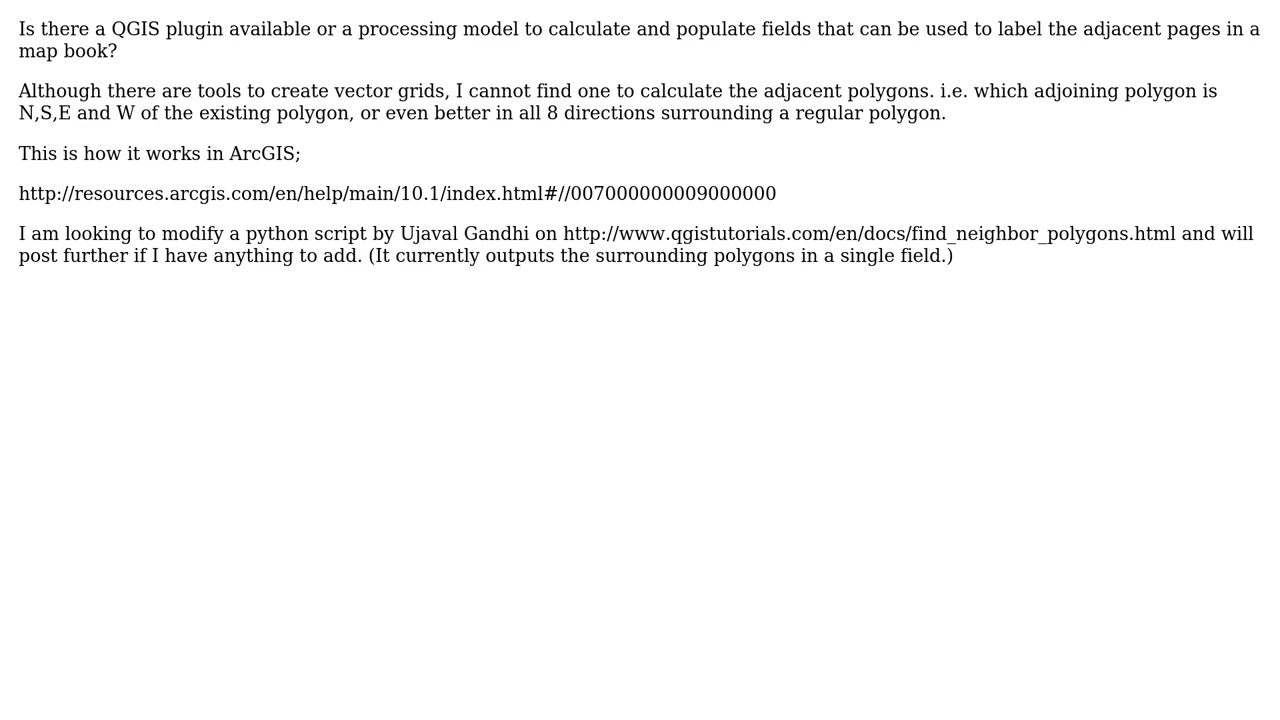 Is there a QGIS plugin available or a processing model to calculate and populate fields that can be used to label the adjacent pages in a
map book?
Although there are tools to create vector grids, I cannot find one to calculate the adjacent polygons. i.e. which adjoining polygon is
N,S,E and W of the existing polygon, or even better in all 8 directions surrounding a regular polygon.
This is how it works in ArcGIS;
http://resources.arcgis.com/en/help/main/10.1/index.html#//007000000009000000
I am looking to modify a python script by Ujaval Gandhi on http://www.qgistutorials.com/en/docs/find_neighbor_polygons.html and will
post further if I have anything to add. (It currently outputs the surrounding polygons in a single field.)